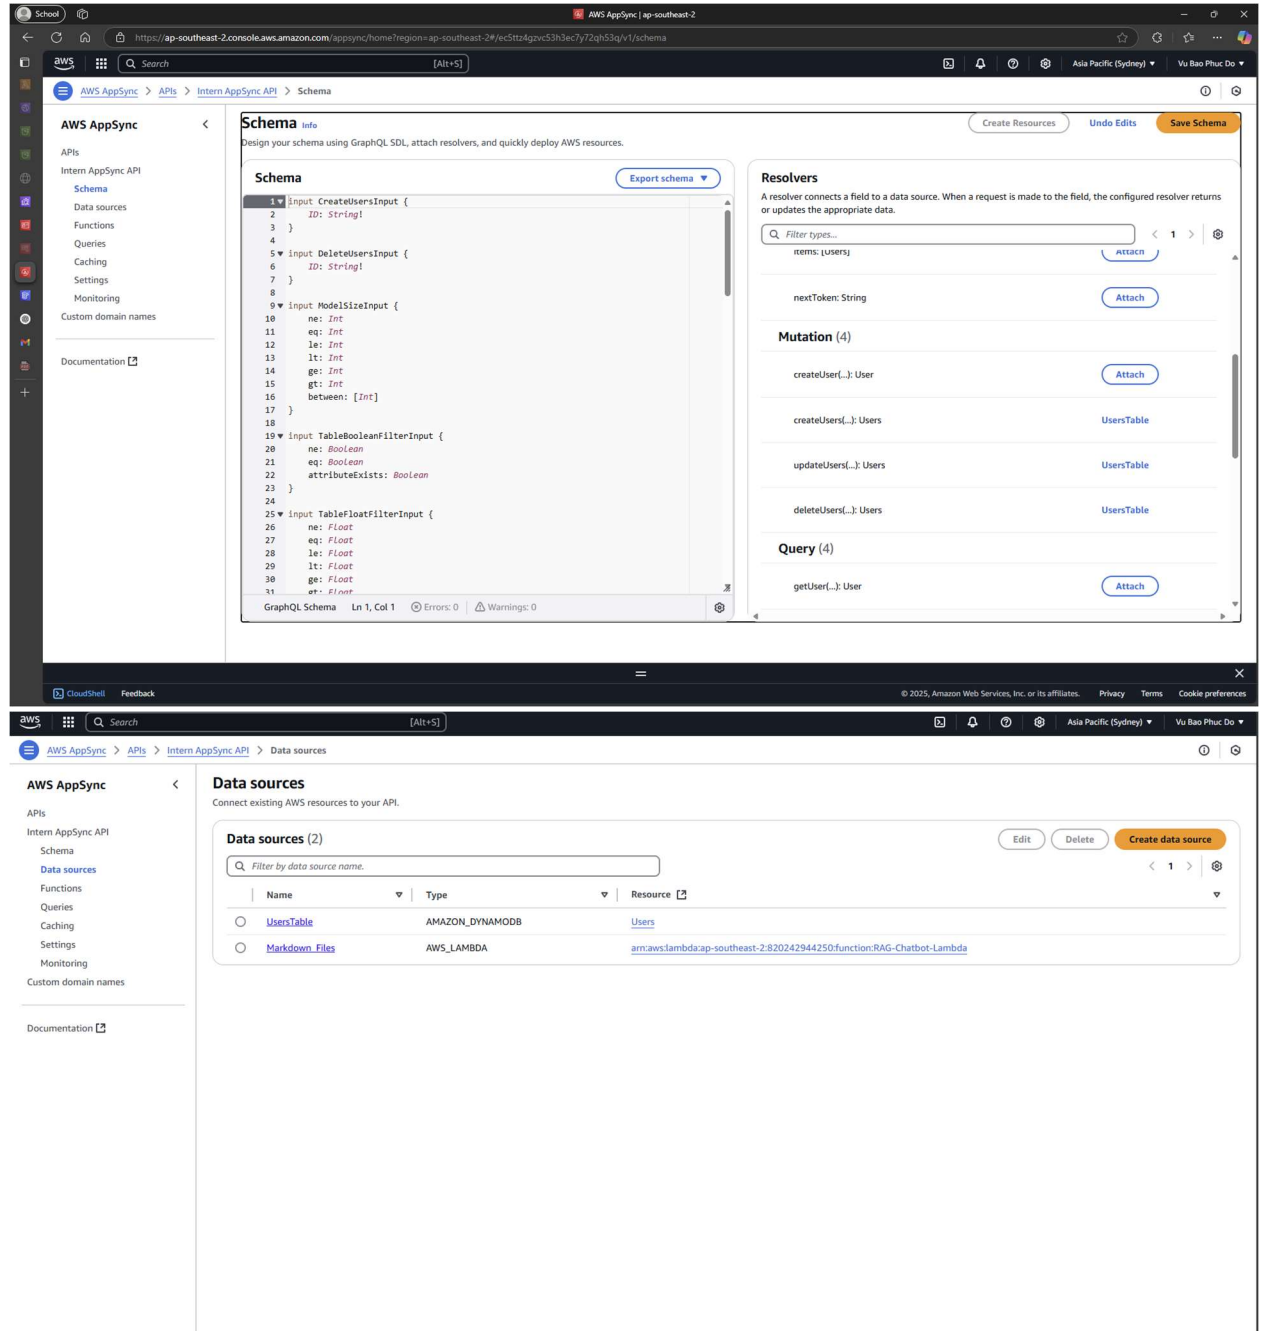 School
AWS AppSync | ap-southeast-2
https://ap-southeast-2.console.aws.amazon.com/appsync/home?region=ap-southeast-2#/ec5ttz4gzvc53h3ec7y72qh53q/v1/schema
aws
Search
[Alt+S]
Asia Pacific (Sydney) ▼
Vu Bao Phuc Do ▼
AWS AppSync > APIs > Intern AppSync API > Schema
AWS AppSync
APIs
Intern AppSync API
Schema
Data sources
Functions
Queries
Caching
Settings
Monitoring
Custom domain names
Documentation
Schema Info
Design your schema using GraphQL SDL, attach resolvers, and quickly deploy AWS resources.
Create Resources
Undo Edits
Save Schema
Schema
Export schema ▼
1 input CreateUsersInput {
2 ID: String!
3 }
4
5 input DeleteUsersInput {
6 ID: String!
7 }
8
9 input ModelSizeInput {
10 ne: Int
11 eq: Int
12 le: Int
13 lt: Int
14 ge: Int
15 gt: Int
16 between: [Int]
17 }
18
19 input TableBooleanFilterInput {
20 ne: Boolean
21 eq: Boolean
22 attributeExists: Boolean
23 }
24
25 input TableFloatFilterInput {
26 ne: Float
27 eq: Float
28 le: Float
29 lt: Float
30 ge: Float
31 gt: Float
GraphQL Schema Ln 1, Col 1 Errors: 0 Warnings: 0
Resolvers
A resolver connects a field to a data source. When a request is made to the field, the configured resolver returns
or updates the appropriate data.
Filter types...
< 1 >
items: [Users] Attach
nextToken: String Attach
Mutation (4)
createUser(...): User Attach
createUsers(...): Users UsersTable
updateUsers(...): Users UsersTable
deleteUsers(...): Users UsersTable
Query (4)
getUser(...): User Attach
CloudShell Feedback
© 2025, Amazon Web Services, Inc. or its affiliates. Privacy Terms Cookie preferences
aws
Search
[Alt+S]
Asia Pacific (Sydney) ▼
Vu Bao Phuc Do ▼
AWS AppSync > APIs > Intern AppSync API > Data sources
AWS AppSync
APIs
Intern AppSync API
Schema
Data sources
Functions
Queries
Caching
Settings
Monitoring
Custom domain names
Documentation
Data sources
Connect existing AWS resources to your API.
Data sources (2)
Edit
Delete
Create data source
Filter by data source name.
< 1 >
Name Type Resource
UsersTable AMAZON_DYNAMODB Users
Markdown_Files AWS_LAMBDA arn:aws:lambda:ap-southeast-2:820242944250:function:RAG-Chatbot-Lambda